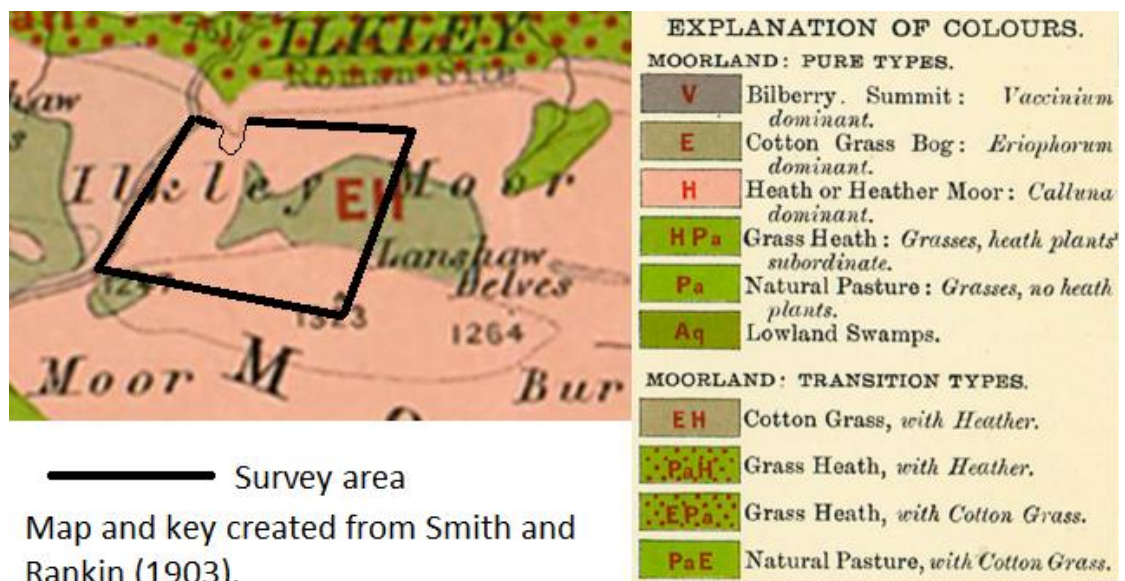 ILKLEY
Roman Site
haw
s
Ilkley Moor
EH
Lanshaw
Delves
1323
1264
Moor M Bur
Survey area
Map and key created from Smith and
Rankin (1903).
EXPLANATION OF COLOURS.
MOORLAND: PURE TYPES.
V Bilberry. Summit: Vaccinium
dominant.
E Cotton Grass Bog: Eriophorum
dominant.
H Heath or Heather Moor: Calluna
dominant.
HPa Grass Heath: Grasses, heath plants
subordinate.
Pa Natural Pasture: Grasses, no heath
plants.
Aq Lowland Swamps.
MOORLAND: TRANSITION TYPES.
EH Cotton Grass, with Heather.
PaH Grass Heath, with Heather.
EPa Grass Heath, with Cotton Grass.
PaE Natural Pasture, with Cotton Grass.